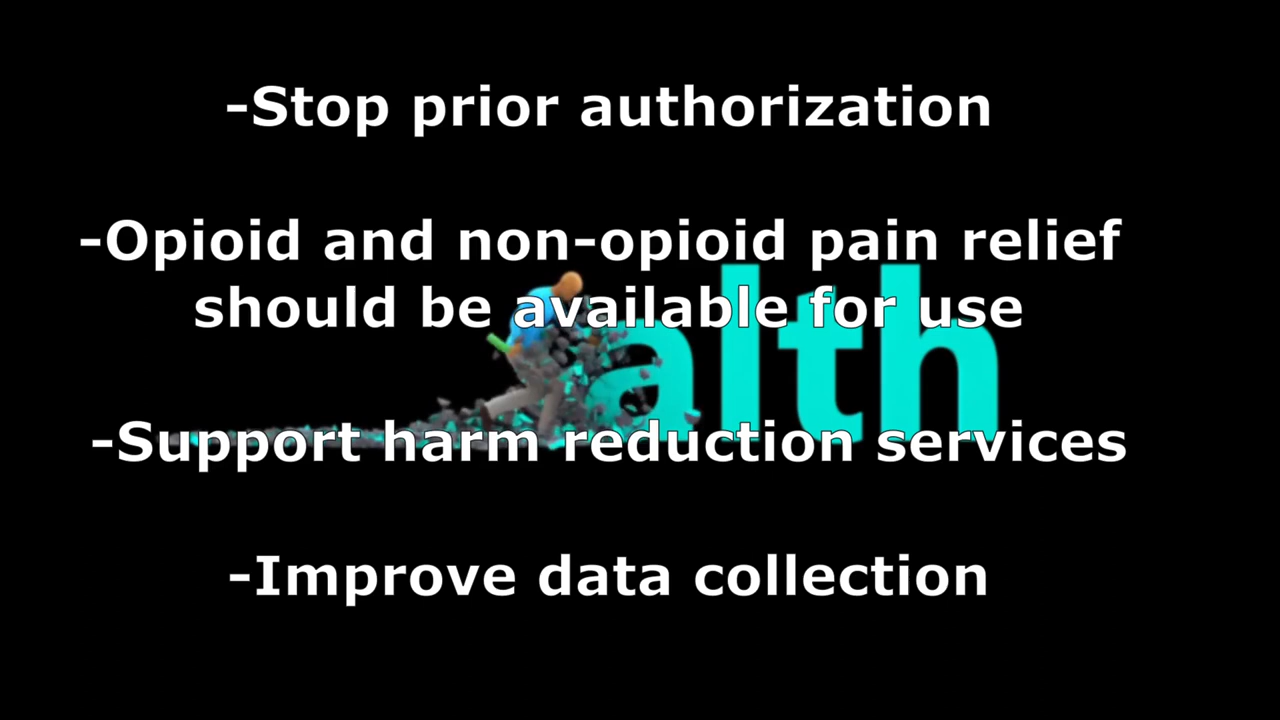 -Stop prior authorization
-Opioid and non-opioid pain relief
should be available for use
alth
-Support harm reduction services
-Improve data collection